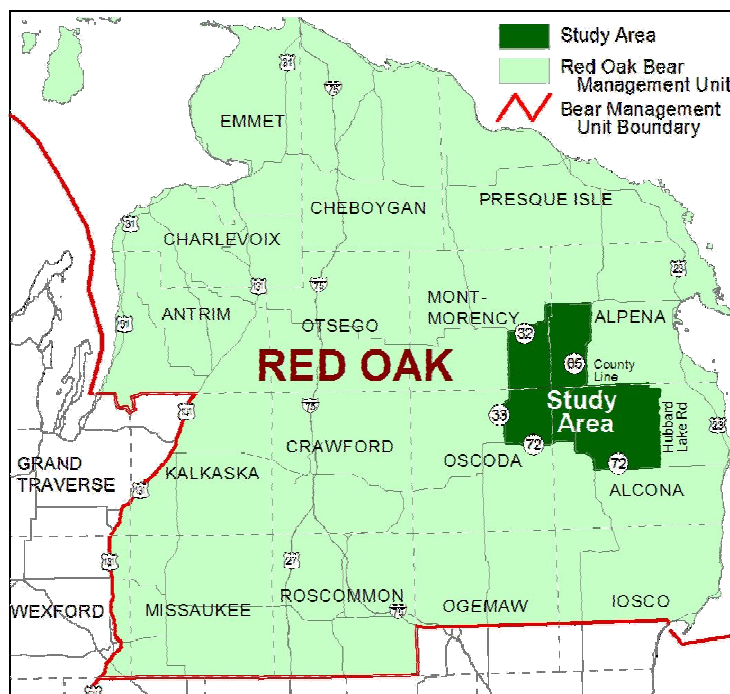 Study Area
Red Oak Bear
Management Unit
Bear Management
Unit Boundary
31
75
EMMET
PRESQUE ISLE
CHEBOYGAN
31
CHARLEVOIX
23
131
75
MONT-
MORENCY
ANTRIM
OTSEGO
ALPENA
31
32
65
County
Line
RED OAK
Study
Area
Hubbard
Lake Rd
131
75
33
23
CRAWFORD
72
GRAND
TRAVERSE
KALKASKA
OSCODA
72
ALCONA
131
131
27
ROSCOMMON
WEXFORD
MISSAUKEE
75
OGEMAW
IOSCO